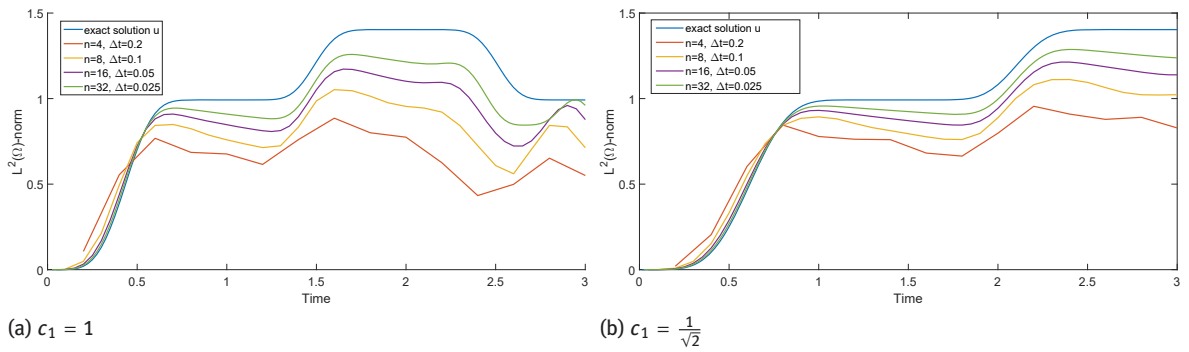 1.5
exact solution u
n=4, Δt=0.2
n=8, Δt=0.1
n=16, Δt=0.05
n=32, Δt=0.025
1
0.5
0
L²(Ω)-norm
0 0.5 1 1.5 2 2.5 3
Time
(a) c₁ = 1
1.5
exact solution u
n=4, Δt=0.2
n=8, Δt=0.1
n=16, Δt=0.05
n=32, Δt=0.025
1
0.5
0
L²(Ω)-norm
0 0.5 1 1.5 2 2.5 3
Time
(b) c₁ = 1/√2